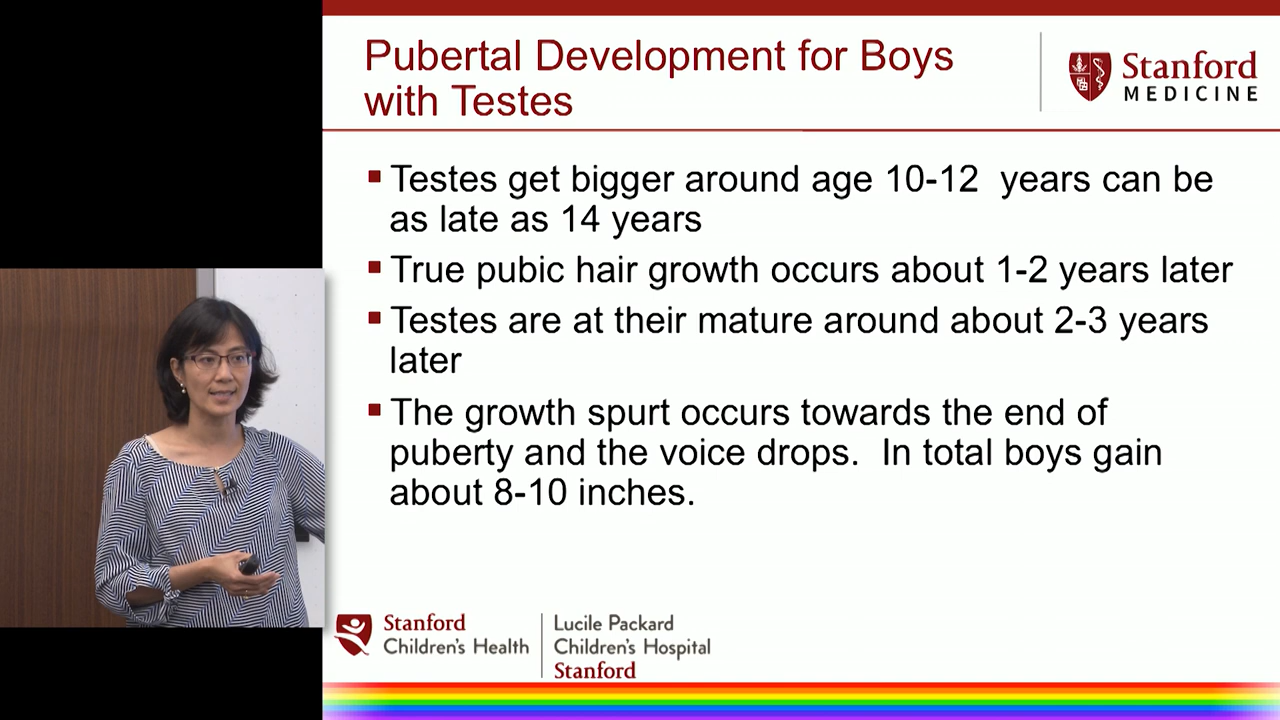 Pubertal Development for Boys
with Testes
Stanford
MEDICINE
▪ Testes get bigger around age 10-12  years can be
as late as 14 years
▪ True pubic hair growth occurs about 1-2 years later
▪ Testes are at their mature around about 2-3 years
later
▪ The growth spurt occurs towards the end of
puberty and the voice drops.  In total boys gain
about 8-10 inches.
Stanford
Children's Health
Lucile Packard
Children's Hospital
Stanford